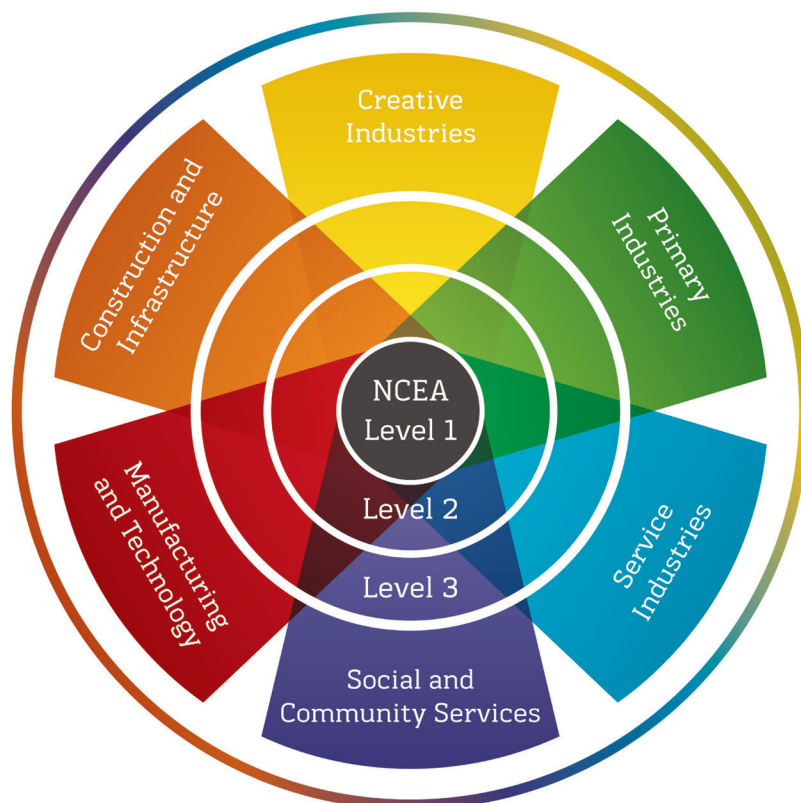 Creative
Industries
Primary
Industries
Service
Industries
Social and
Community Services
Manufacturing
and Technology
Construction and
Infrastructure
NCEA
Level 1
Level 2
Level 3